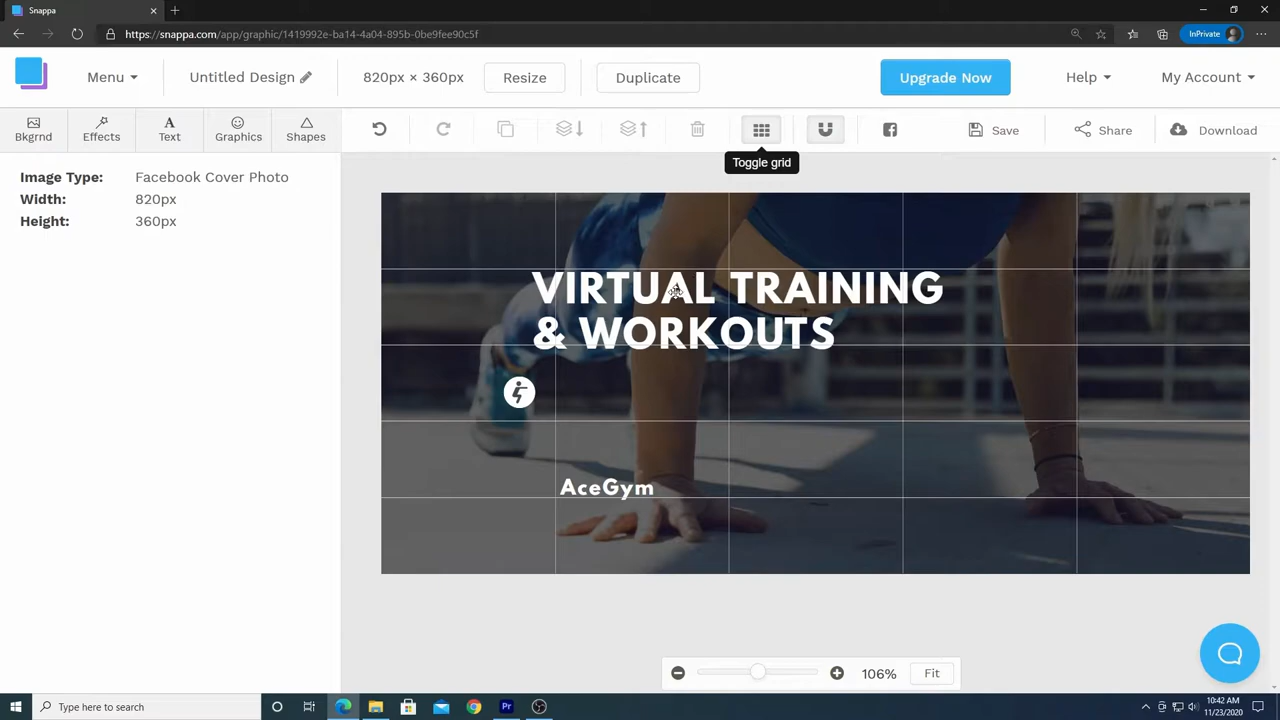 Snappa
https://snappa.com/app/graphic/1419992e-ba14-4a04-895b-0be9fee90c5f
InPrivate
Menu
Untitled Design
820px × 360px
Resize
Duplicate
Upgrade Now
Help
My Account
Bkgrnd
Effects
Text
Graphics
Shapes
Save
Share
Download
Toggle grid
Image Type: Facebook Cover Photo
Width: 820px
Height: 360px
VIRTUAL TRAINING
& WORKOUTS
AceGym
106%
Fit
Type here to search
Pr
10:42 AM
11/23/2020